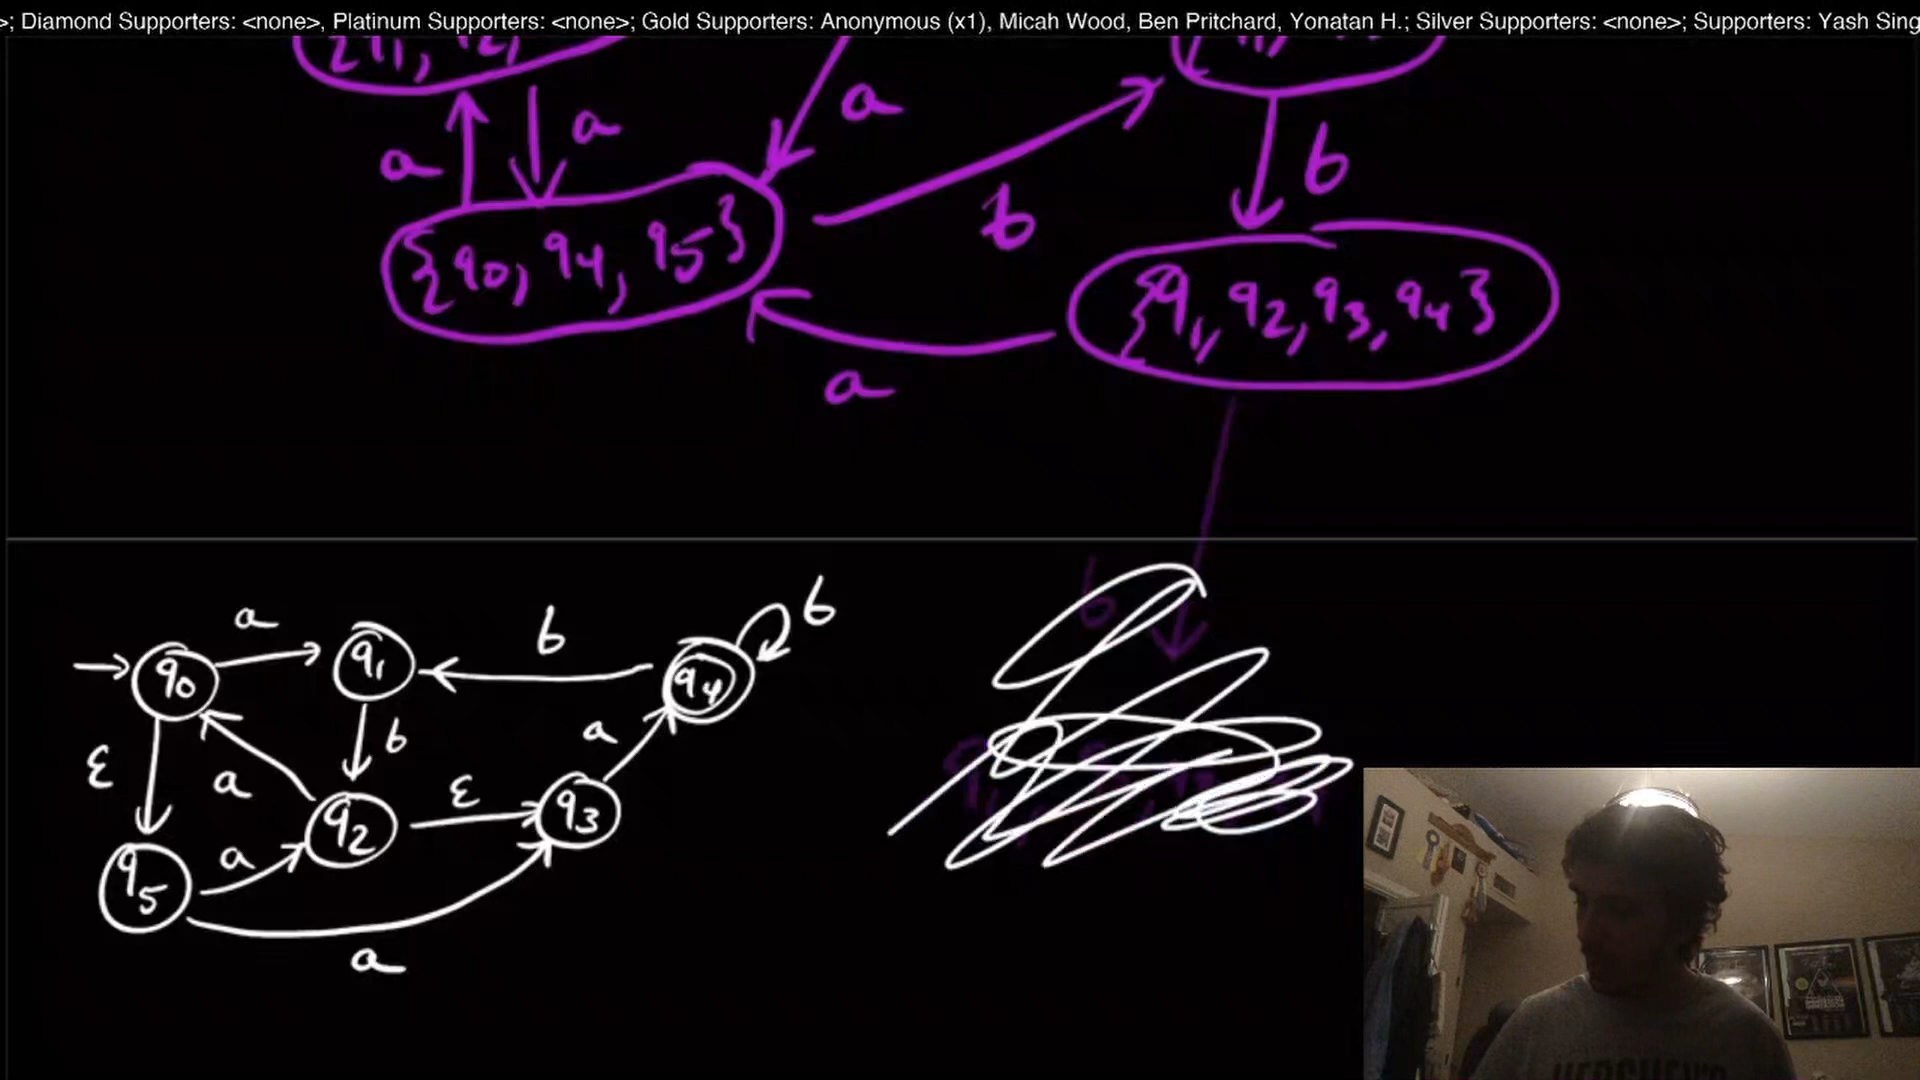 >; Diamond Supporters: <none>, Platinum Supporters: <none>; Gold Supporters: Anonymous (x1), Micah Wood, Ben Pritchard, Yonatan H.; Silver Supporters: <none>; Supporters: Yash Sing
a
a
a
b
b
{q0, q4, q5}
{q1, q2, q3, q4}
a
b
a
b
b
q0
q1
q4
ε
a
b
a
ε
q2
q3
q5
a
a